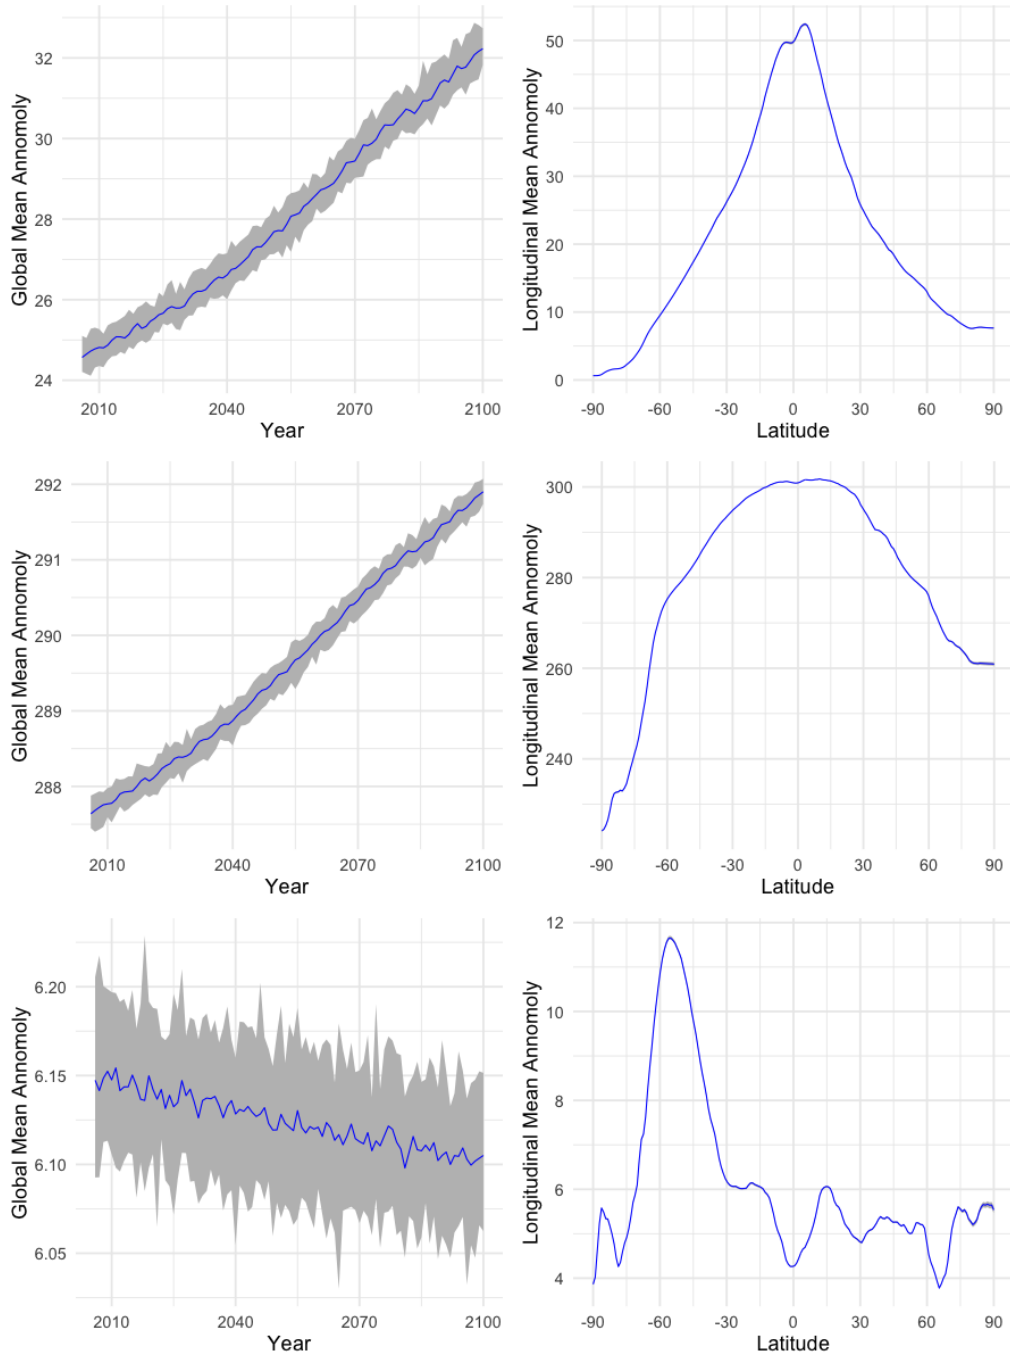 Global Mean Annomoly
32
30
28
26
24
2010 2040 2070 2100
Year
Longitudinal Mean Annomoly
50
40
30
20
10
0
-90 -60 -30 0 30 60 90
Latitude
Global Mean Annomoly
292
291
290
289
288
2010 2040 2070 2100
Year
Longitudinal Mean Annomoly
300
280
260
240
-90 -60 -30 0 30 60 90
Latitude
Global Mean Annomoly
6.20
6.15
6.10
6.05
2010 2040 2070 2100
Year
Longitudinal Mean Annomoly
12
10
8
6
4
-90 -60 -30 0 30 60 90
Latitude